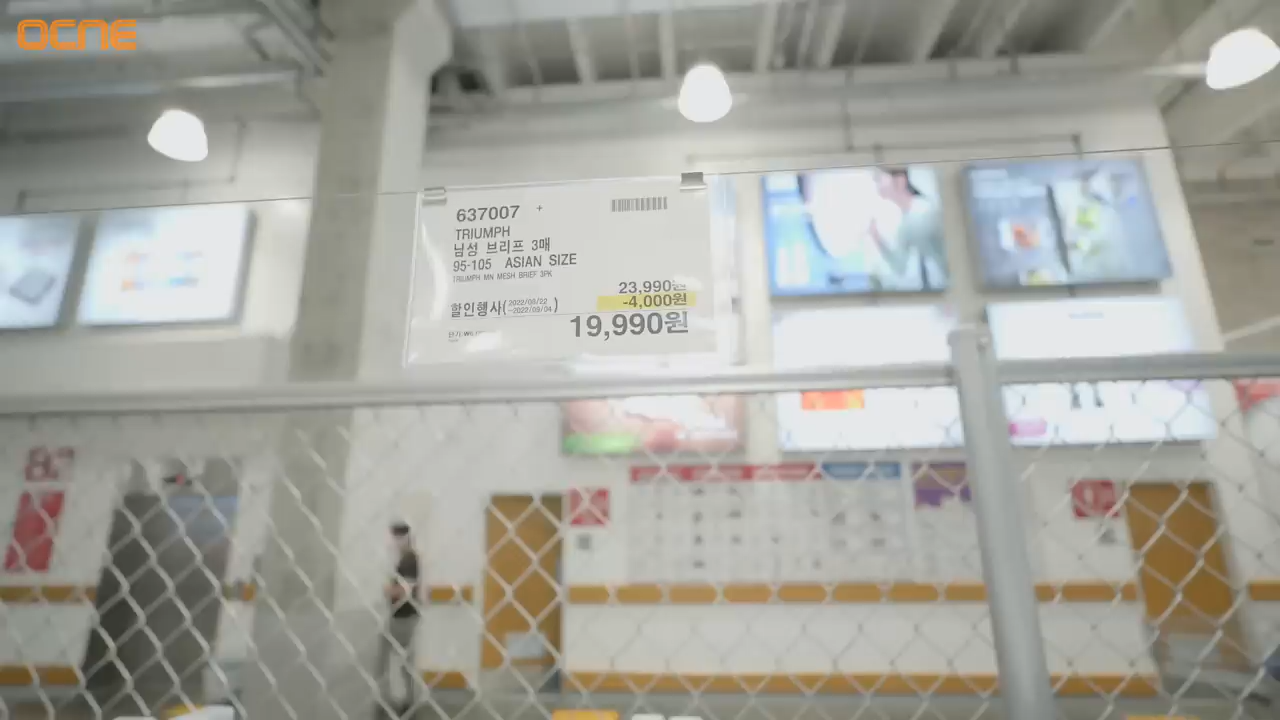 OCNE
637007 +
TRIUMPH
남성 브리프 3매
95-105 ASIAN SIZE
TRIUMPH MN MESH BRIEF 3PK
23,990원
-4,000원
할인행사(2022/08/22
~2022/09/04)
19,990원